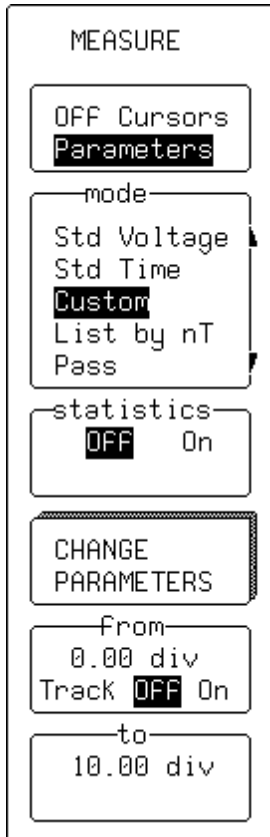 MEASURE
OFF Cursors
Parameters
mode
Std Voltage
Std Time
Custom
List by nT
Pass
statistics
OFF On
CHANGE
PARAMETERS
from
0.00 div
Track OFF On
to
10.00 div